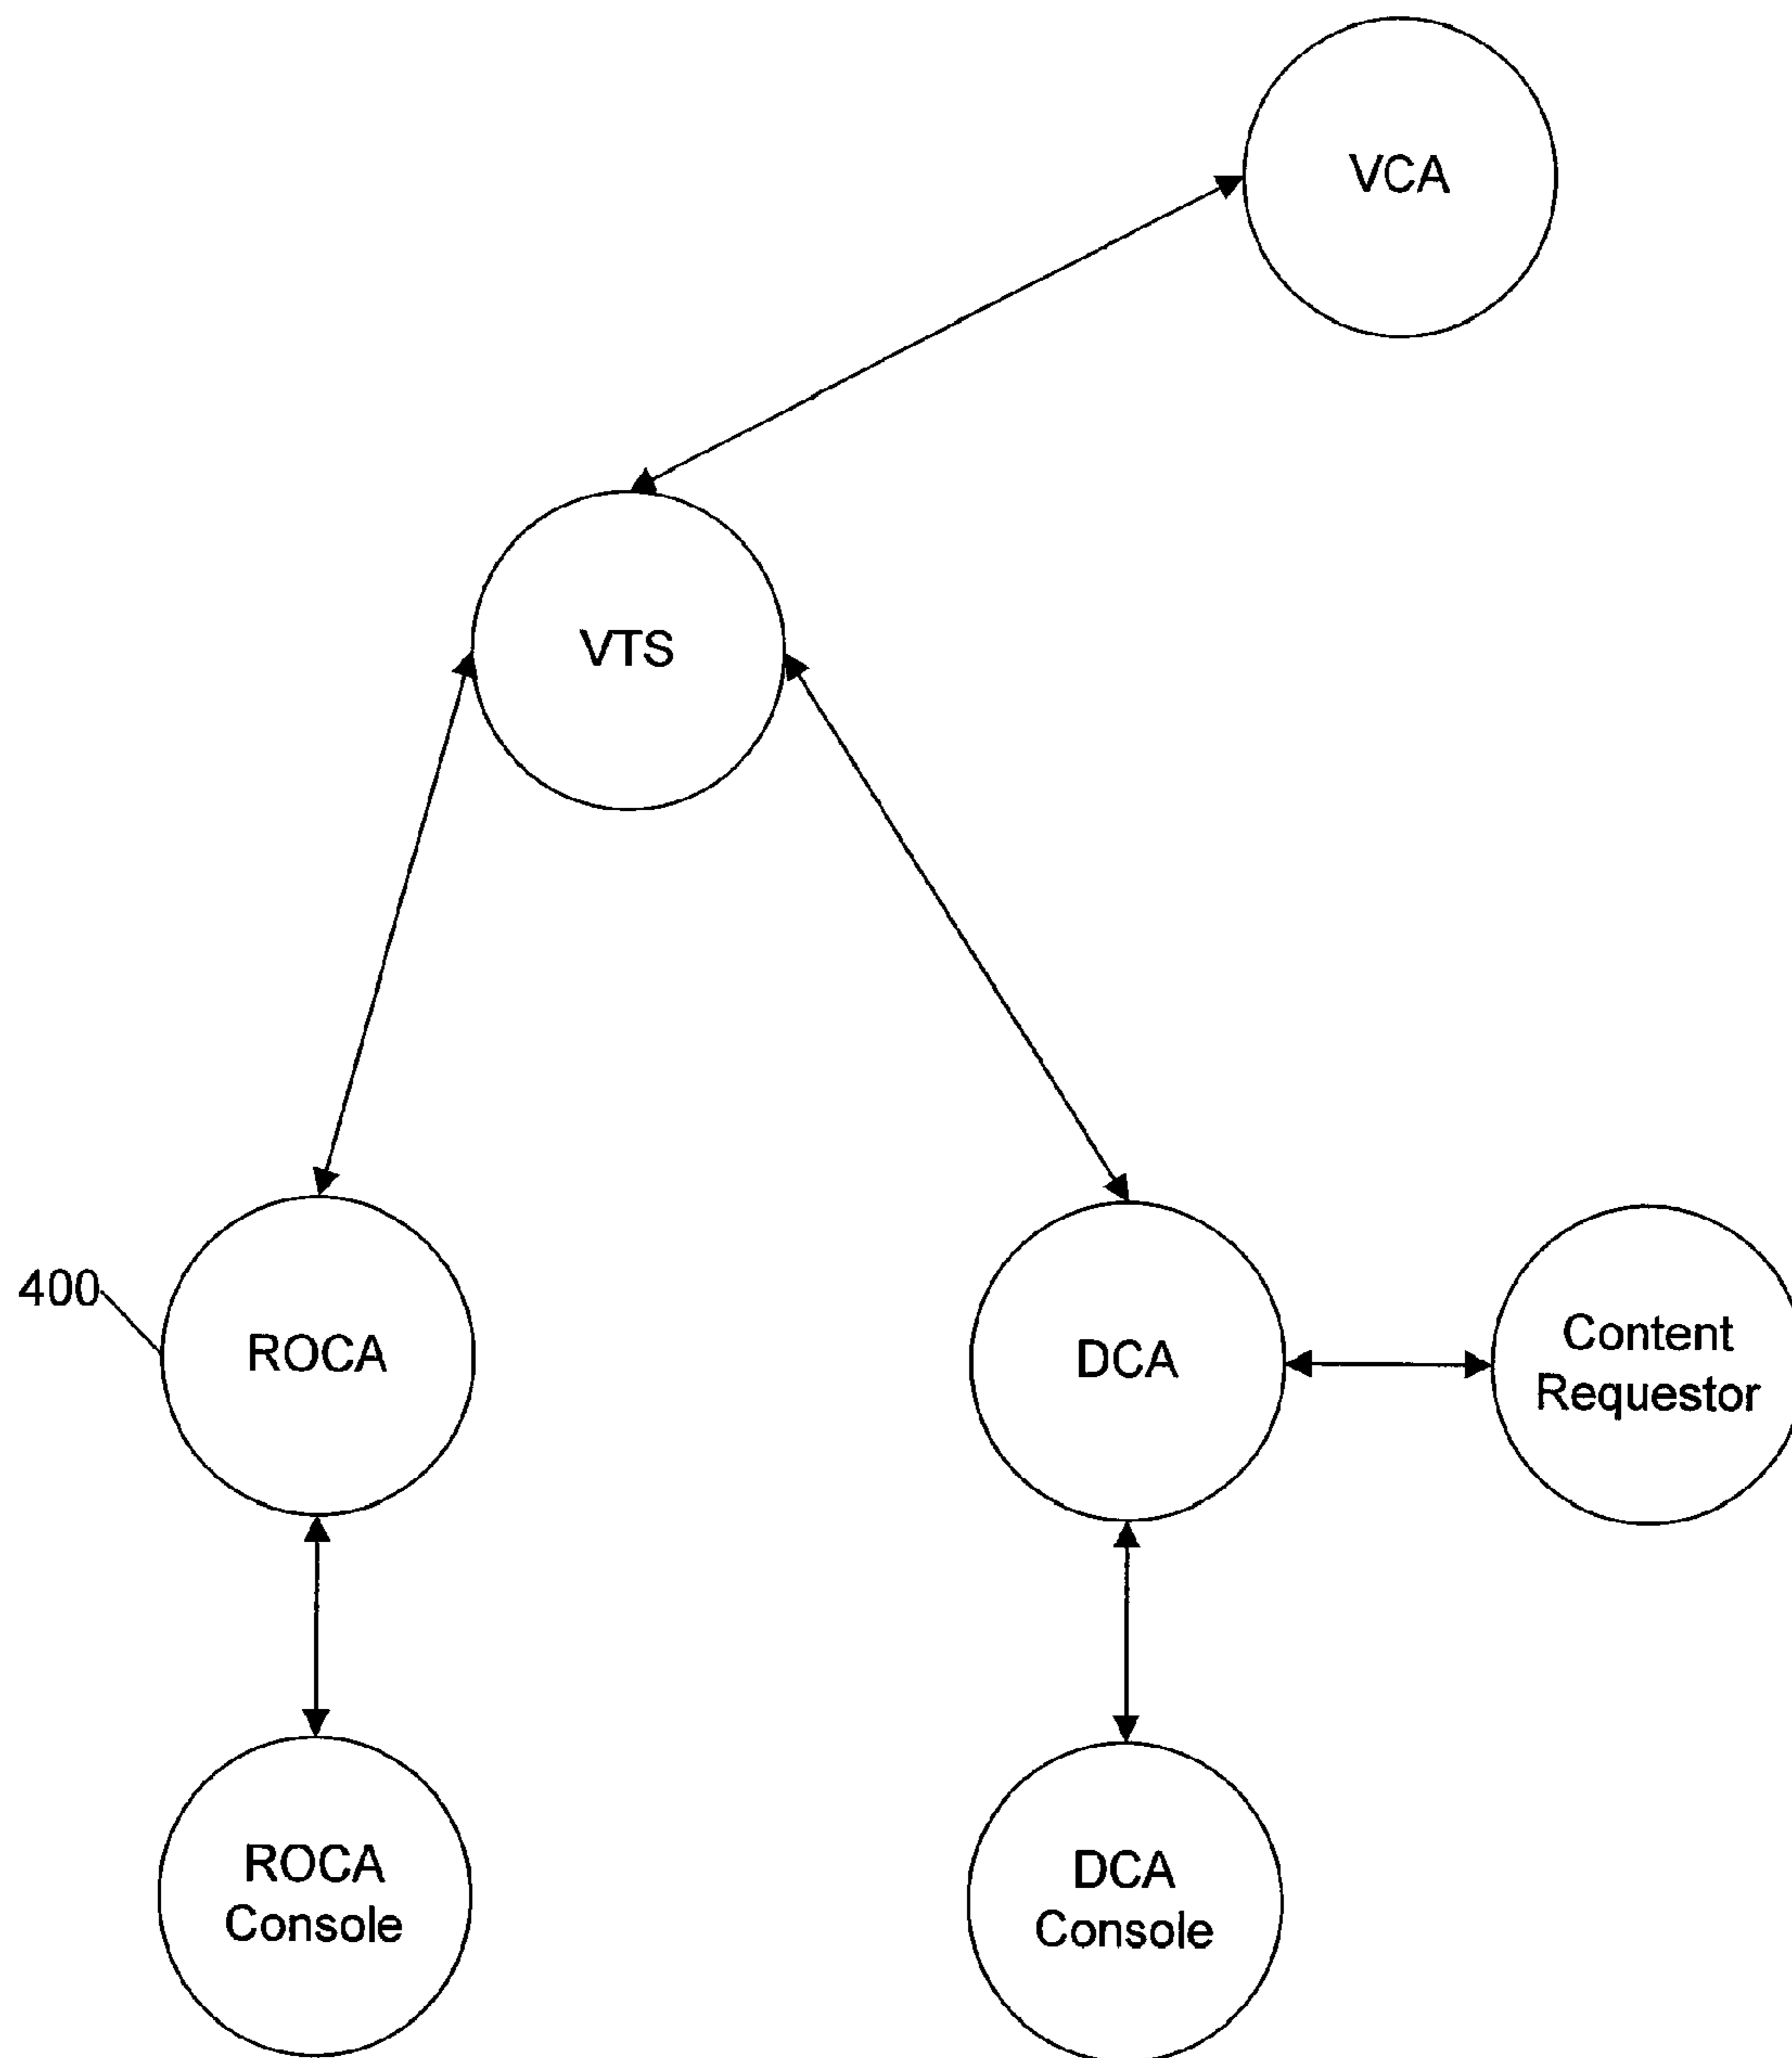 VCA
VTS
400
ROCA
DCA
Content
Requestor
ROCA
Console
DCA
Console